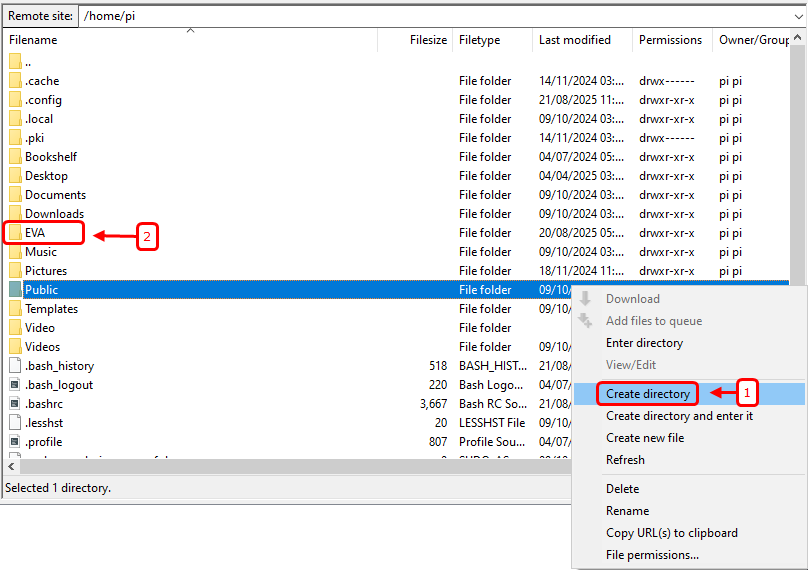 Remote site: /home/pi
Filename Filesize Filetype Last modified Permissions Owner/Group
..
.cache File folder 14/11/2024 03:... drwx------ pi pi
.config File folder 21/08/2025 11:... drwxr-xr-x pi pi
.local File folder 09/10/2024 03:... drwxr-xr-x pi pi
.pki File folder 14/11/2024 03:... drwx------ pi pi
Bookshelf File folder 04/07/2024 05:... drwxr-xr-x pi pi
Desktop File folder 04/04/2025 03:... drwxr-xr-x pi pi
Documents File folder 09/10/2024 03:... drwxr-xr-x pi pi
Downloads File folder 09/10/2024 03:... drwxr-xr-x pi pi
EVA 2 File folder 20/08/2025 05:... drwxr-xr-x pi pi
Music File folder 09/10/2024 03:... drwxr-xr-x pi pi
Pictures File folder 18/11/2024 11:... drwxr-xr-x pi pi
Public File folder 09/10/
Templates File folder 09/10/
Video File folder
Videos File folder 09/10/
.bash_history 518 BASH_HIST... 21/08/
.bash_logout 220 Bash Logo... 04/07/
.bashrc 3,667 Bash RC So... 21/08/
.lesshst 20 LESSHST File 09/10/
.profile 807 Profile Sou... 04/07/
Selected 1 directory.
Download
Add files to queue
Enter directory
View/Edit
Create directory 1
Create directory and enter it
Create new file
Refresh
Delete
Rename
Copy URL(s) to clipboard
File permissions...